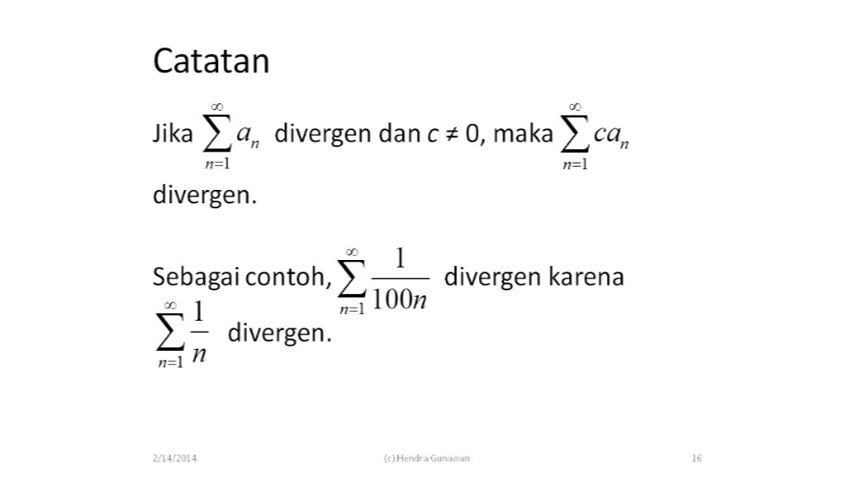 Catatan
Jika ∑_{n=1}^{∞} a_n divergen dan c ≠ 0, maka ∑_{n=1}^{∞} ca_n
divergen.
Sebagai contoh, ∑_{n=1}^{∞} 1/100n divergen karena
∑_{n=1}^{∞} 1/n divergen.
2/14/2014 (c) Hendra Gunawan 16